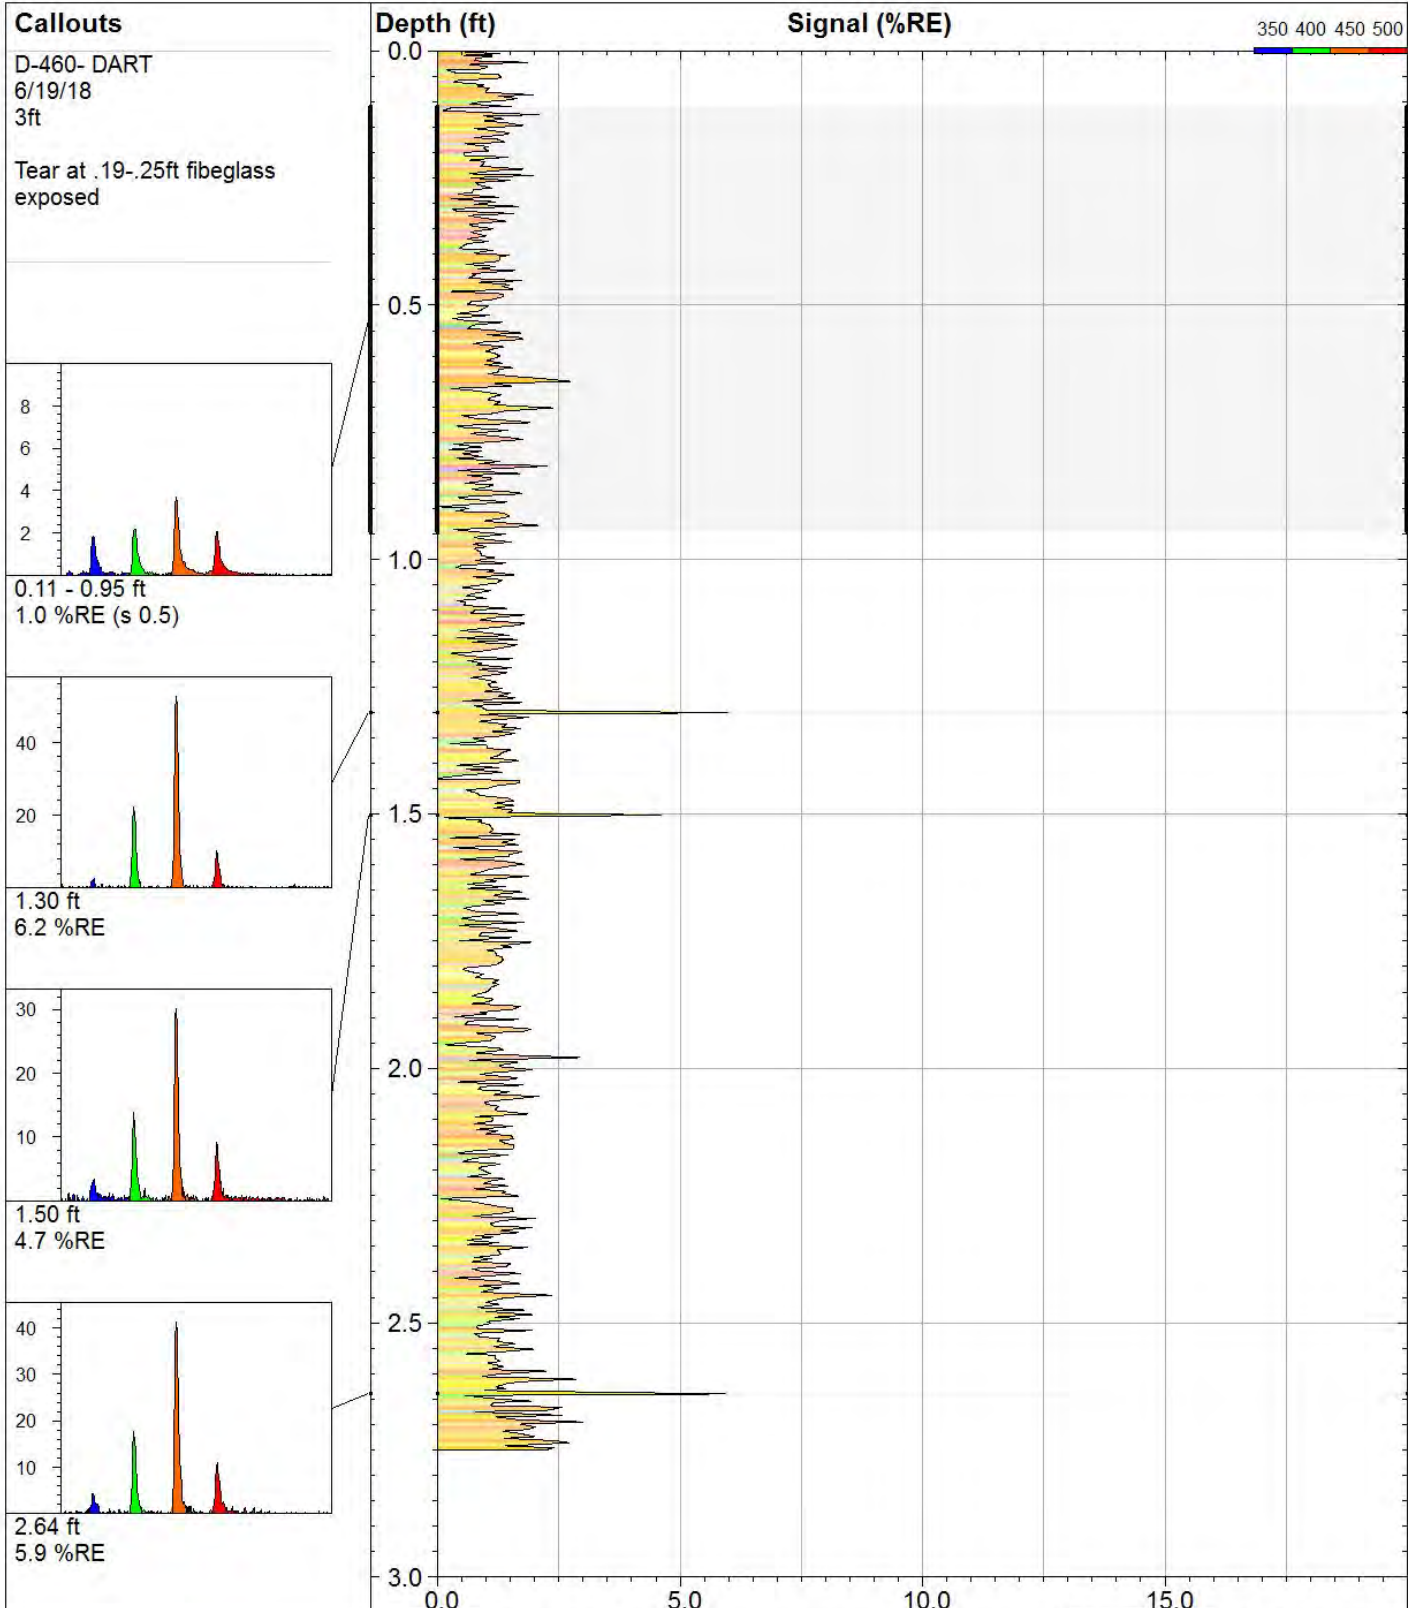 Callouts
Depth (ft)
Signal (%RE)
350 400 450 500
D-460- DART
6/19/18
3ft
Tear at .19-.25ft fibeglass
exposed
8
6
4
2
0.11 - 0.95 ft
1.0 %RE (s 0.5)
40
20
1.30 ft
6.2 %RE
30
20
10
1.50 ft
4.7 %RE
40
30
20
10
2.64 ft
5.9 %RE
0.0
0.5
1.0
1.5
2.0
2.5
3.0
0.0 5.0 10.0 15.0